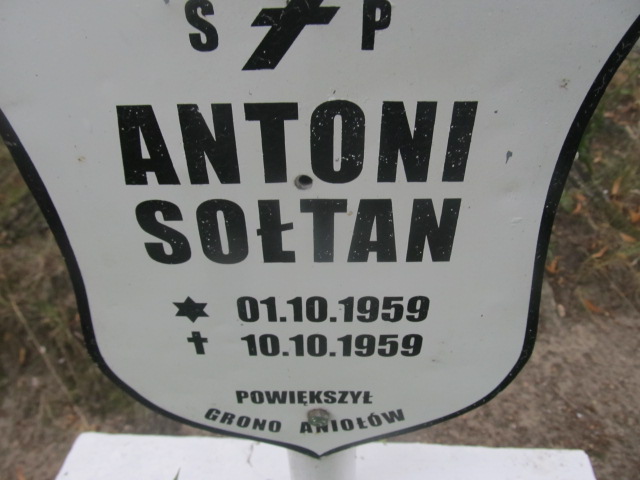 S P
ANTONI
SOŁTAN
01.10.1959
10.10.1959
POWIĘKSZYŁ
GRONO ANIOŁÓW